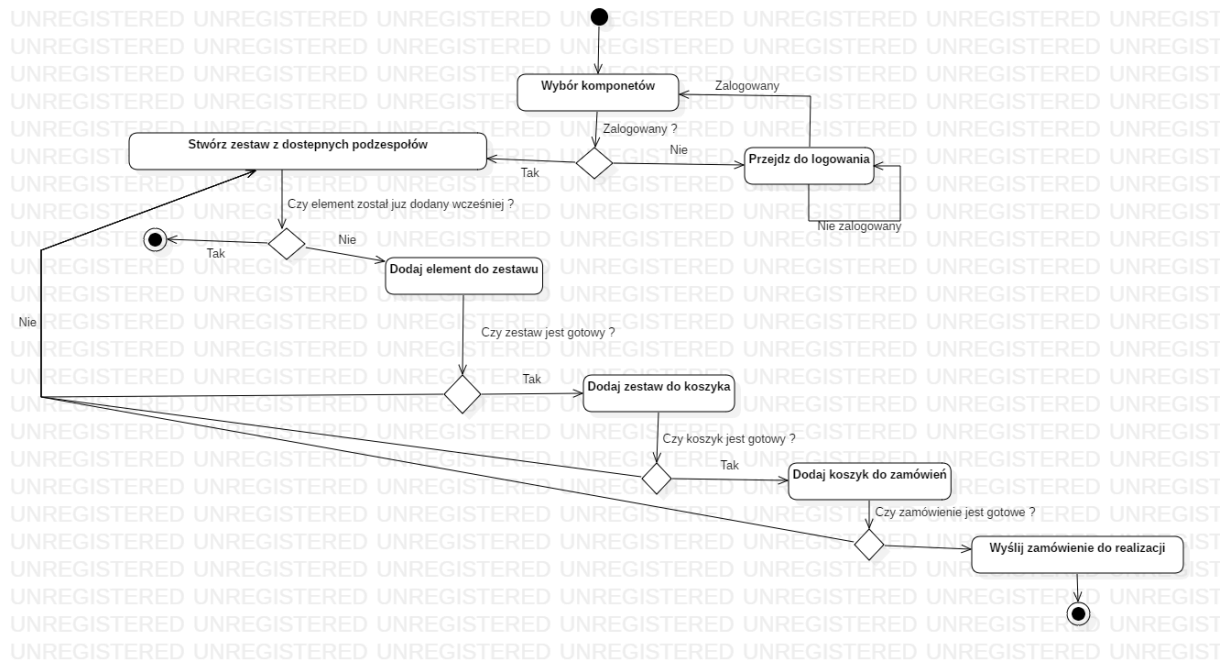 Wybór komponetów
Zalogowany
Zalogowany ?
Stwórz zestaw z dostepnych podzespołów
Nie
Przejdz do logowania
Tak
Czy element został juz dodany wcześniej ?
Nie zalogowany
Nie
Tak
Dodaj element do zestawu
Nie
Czy zestaw jest gotowy ?
Tak
Dodaj zestaw do koszyka
Czy koszyk jest gotowy ?
Tak
Dodaj koszyk do zamówień
Czy zamówienie jest gotowe ?
Wyślij zamówienie do realizacji
UNREGISTERED UNREGISTERED UNREGISTERED UNREGISTERED UNREGISTERED UNREGISTERED UNREGIST